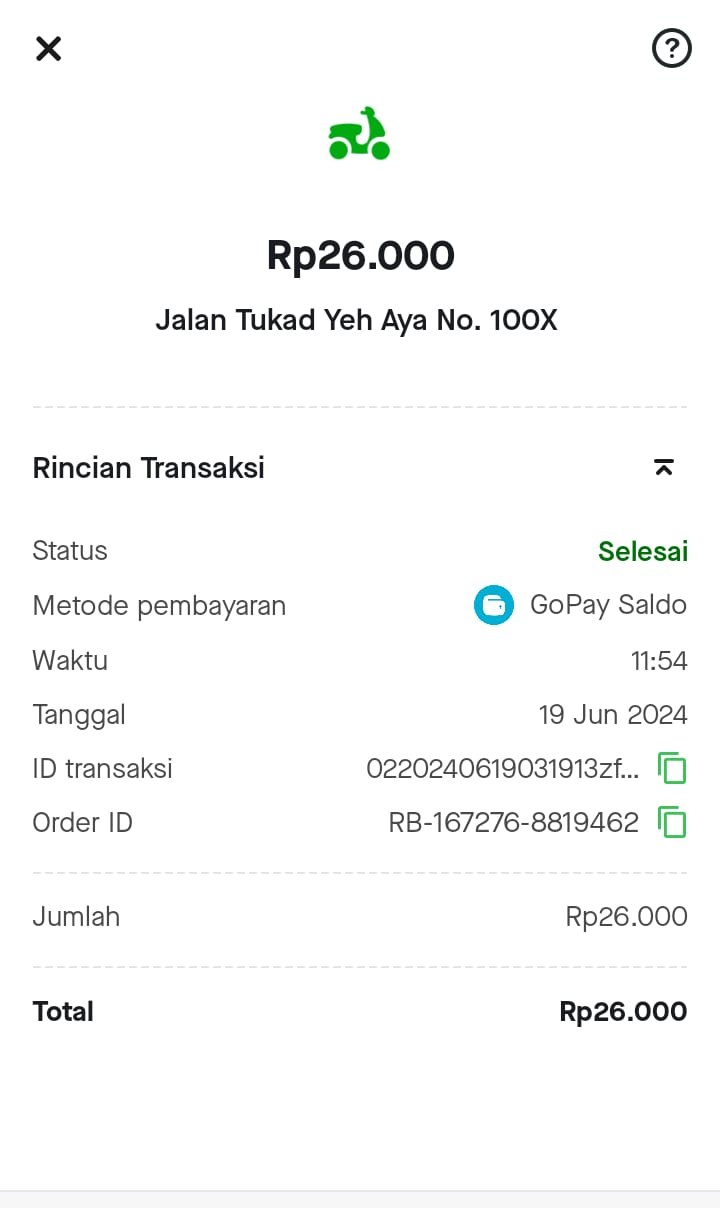 ?
Rp26.000
Jalan Tukad Yeh Aya No. 100X
Rincian Transaksi
Status Selesai
Metode pembayaran GoPay Saldo
Waktu 11:54
Tanggal 19 Jun 2024
ID transaksi 0220240619031913zf...
Order ID RB-167276-8819462
Jumlah Rp26.000
Total Rp26.000